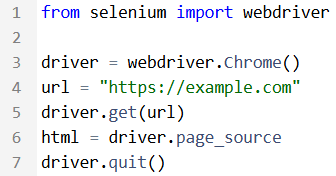 1 from selenium import webdriver
2
3 driver = webdriver.Chrome()
4 url = "https://example.com"
5 driver.get(url)
6 html = driver.page_source
7 driver.quit()